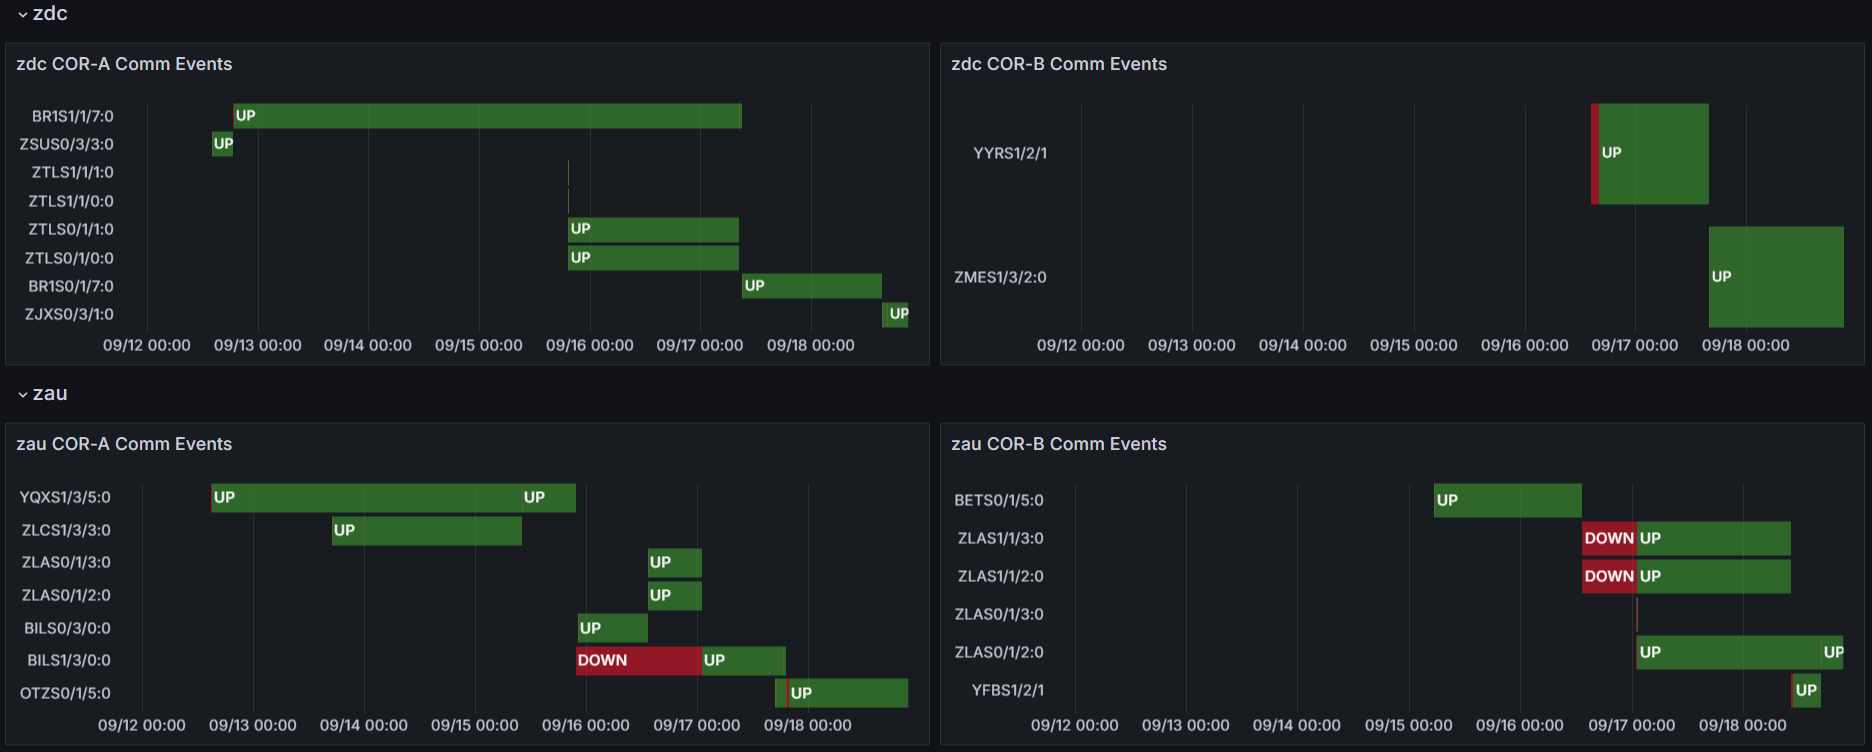 zdc
zdc COR-A Comm Events
BR1S1/1/7:0 UP
ZSUS0/3/3:0 UP
ZTLS1/1/1:0
ZTLS1/1/0:0
ZTLS0/1/1:0 UP
ZTLS0/1/0:0 UP
BR1S0/1/7:0 UP
ZJXS0/3/1:0 UP
09/12 00:00 09/13 00:00 09/14 00:00 09/15 00:00 09/16 00:00 09/17 00:00 09/18 00:00
zdc COR-B Comm Events
YYRS1/2/1 UP
ZMES1/3/2:0 UP
09/12 00:00 09/13 00:00 09/14 00:00 09/15 00:00 09/16 00:00 09/17 00:00 09/18 00:00
zau
zau COR-A Comm Events
YQXS1/3/5:0 UP UP
ZLCS1/3/3:0 UP
ZLAS0/1/3:0 UP
ZLAS0/1/2:0 UP
BILS0/3/0:0 UP
BILS1/3/0:0 DOWN UP
OTZS0/1/5:0 UP
09/12 00:00 09/13 00:00 09/14 00:00 09/15 00:00 09/16 00:00 09/17 00:00 09/18 00:00
zau COR-B Comm Events
BETS0/1/5:0 UP
ZLAS1/1/3:0 DOWN UP
ZLAS1/1/2:0 DOWN UP
ZLAS0/1/3:0
ZLAS0/1/2:0 UP UP
YFBS1/2/1 UP
09/12 00:00 09/13 00:00 09/14 00:00 09/15 00:00 09/16 00:00 09/17 00:00 09/18 00:00